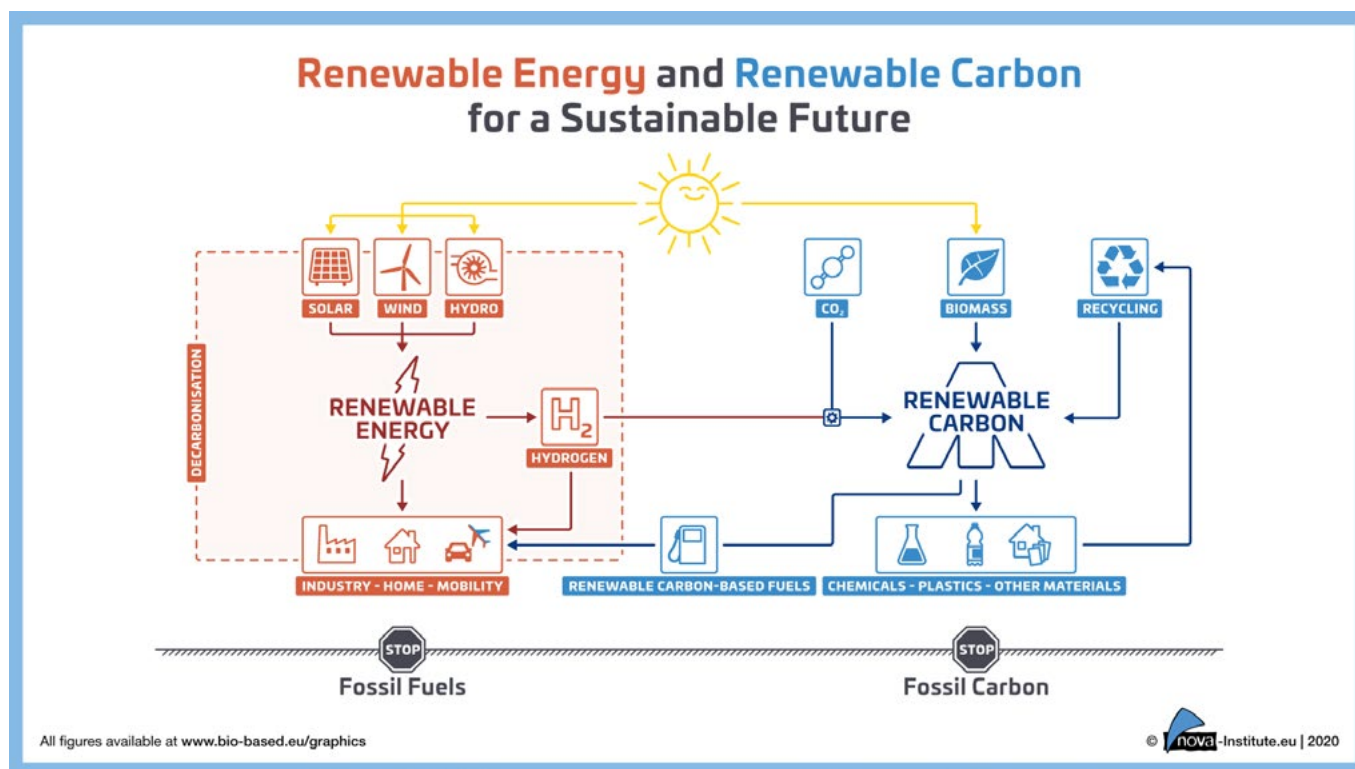 Renewable Energy and Renewable Carbon
for a Sustainable Future
SOLAR
WIND
HYDRO
CO₂
BIOMASS
RECYCLING
DECARBONISATION
RENEWABLE
ENERGY
H₂
HYDROGEN
RENEWABLE
CARBON
INDUSTRY - HOME - MOBILITY
RENEWABLE CARBON-BASED FUELS
CHEMICALS - PLASTICS - OTHER MATERIALS
STOP
Fossil Fuels
STOP
Fossil Carbon
All figures available at www.bio-based.eu/graphics
© nova-Institute.eu | 2020